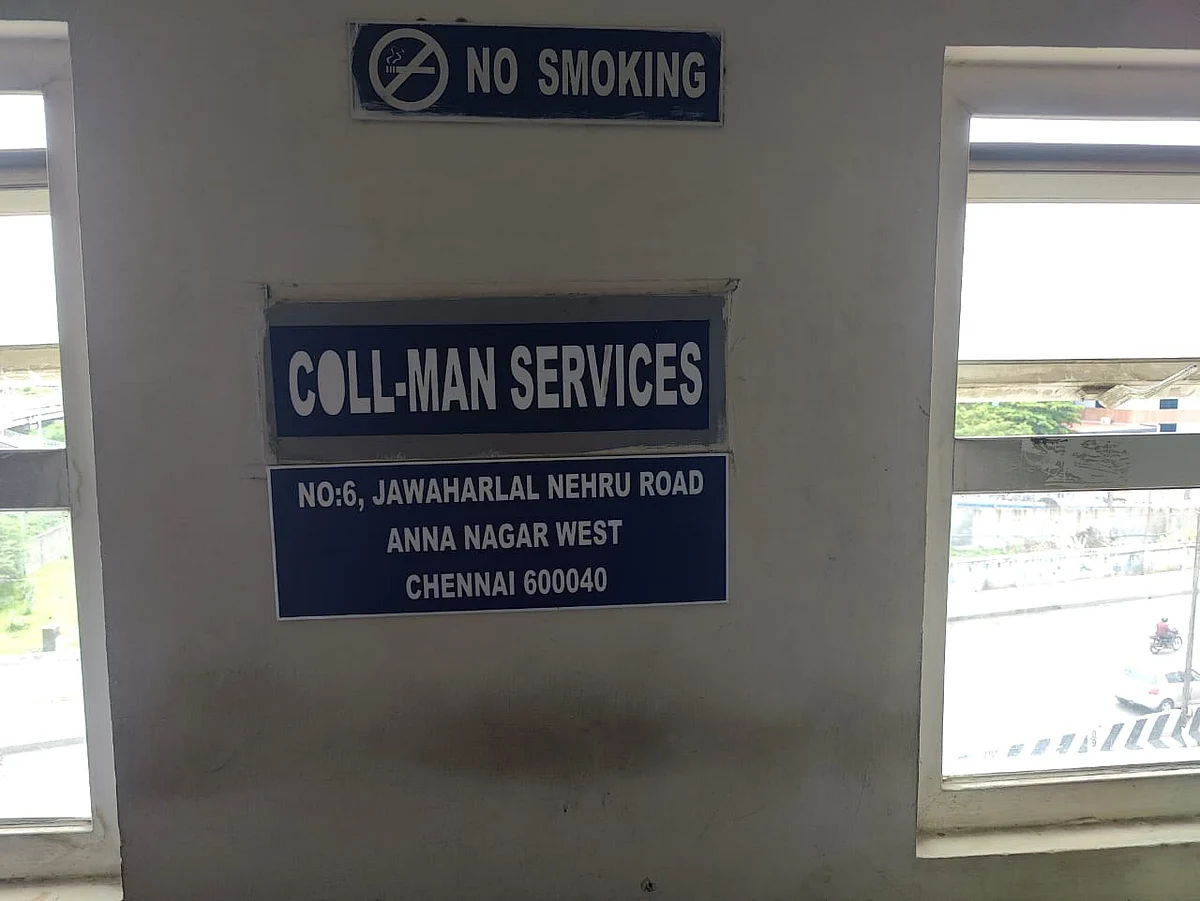 NO SMOKING
COLL-MAN SERVICES
NO:6, JAWAHARLAL NEHRU ROAD
ANNA NAGAR WEST
CHENNAI 600040